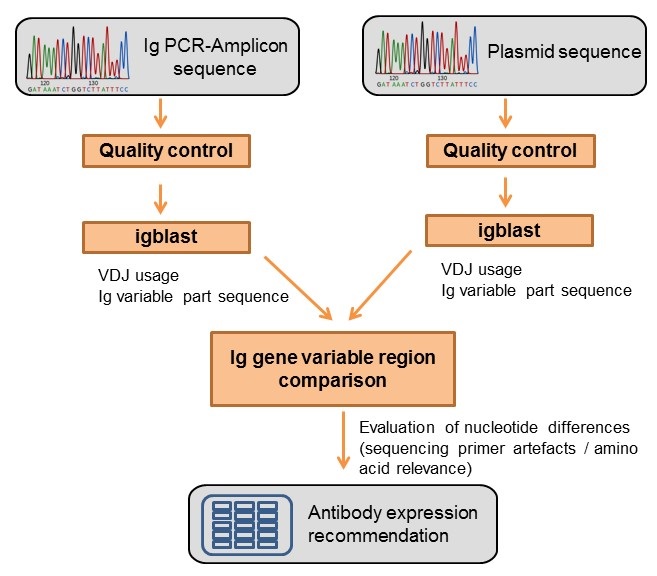 Ig PCR-Amplicon
sequence
120 130
GATAAATCTGGTCTTATTTCC
Plasmid sequence
120 130
GATAAATCTGGTCTTATTTCC
Quality control
Quality control
igblast
igblast
VDJ usage
Ig variable part sequence
VDJ usage
Ig variable part sequence
Ig gene variable region
comparison
Evaluation of nucleotide differences
(sequencing primer artefacts / amino
acid relevance)
Antibody expression
recommendation